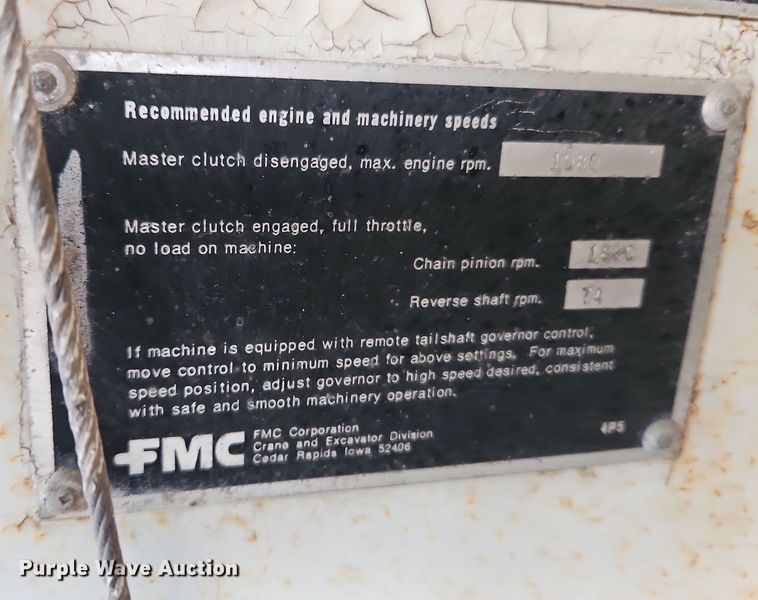 Recommended engine and machinery speeds
Master clutch disengaged, max. engine rpm. 1980
Master clutch engaged, full throttle,
no load on machine:
Chain pinion rpm.
Reverse shaft rpm. 74
If machine is equipped with remote tailshaft governor control,
move control to minimum speed for above settings. For maximum
speed position, adjust governor to high speed desired, consistent
with safe and smooth machinery operation.
FMC
FMC Corporation
Crane and Excavator Division
Cedar Rapids Iowa 52406
4P5
Purple Wave Auction